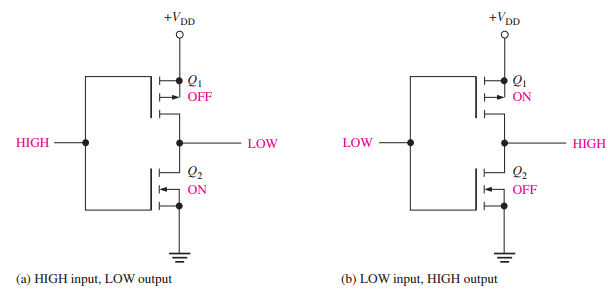 +VDD
Q1
OFF
HIGH
LOW
Q2
ON
(a) HIGH input, LOW output
+VDD
Q1
ON
LOW
HIGH
Q2
OFF
(b) LOW input, HIGH output